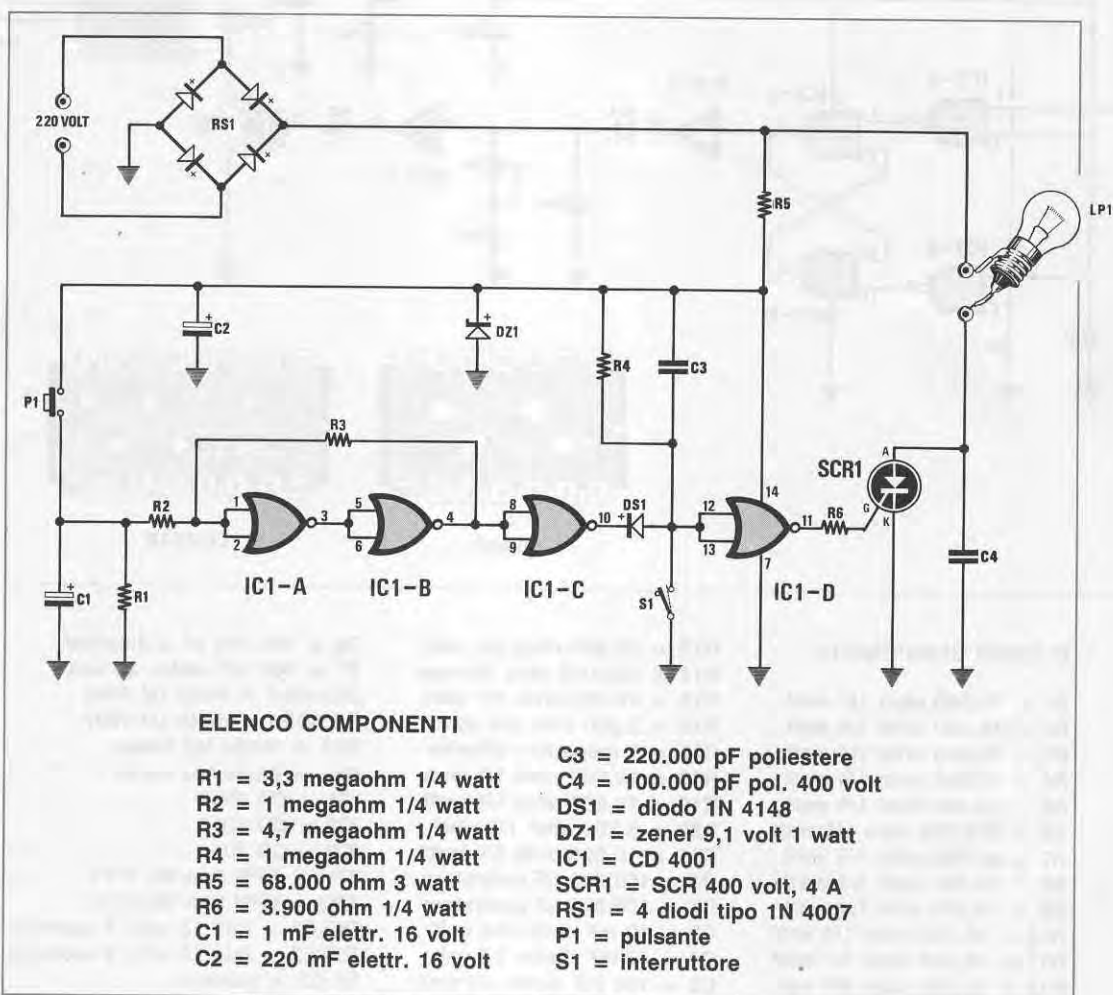 220 VOLT
RS1
R5
LP1
C2
DZ1
R4
C3
P1
R3
SCR1
A
G
K
R2
1
2
3
5
6
4
8
9
10
DS1
12
13
14
11
7
R6
C4
C1
R1
IC1-A
IC1-B
IC1-C
S1
IC1-D
ELENCO COMPONENTI
R1 = 3,3 megaohm 1/4 watt
R2 = 1 megaohm 1/4 watt
R3 = 4,7 megaohm 1/4 watt
R4 = 1 megaohm 1/4 watt
R5 = 68.000 ohm 3 watt
R6 = 3.900 ohm 1/4 watt
C1 = 1 mF elettr. 16 volt
C2 = 220 mF elettr. 16 volt
C3 = 220.000 pF poliestere
C4 = 100.000 pF pol. 400 volt
DS1 = diodo 1N 4148
DZ1 = zener 9,1 volt 1 watt
IC1 = CD 4001
SCR1 = SCR 400 volt, 4 A
RS1 = 4 diodi tipo 1N 4007
P1 = pulsante
S1 = interruttore